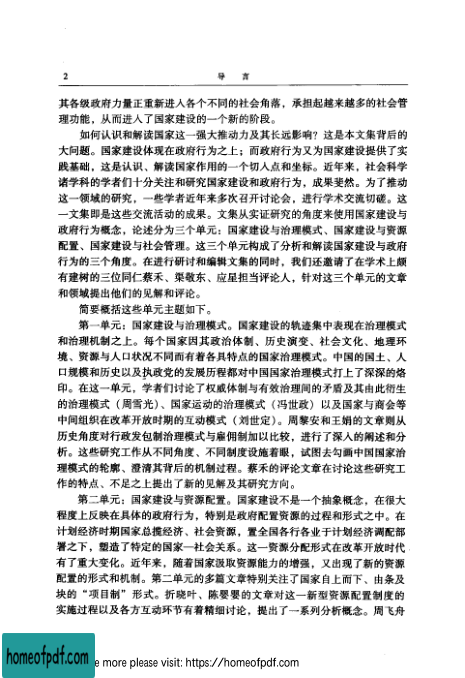 2 导 言
其各级政府力量正重新进入各个不同的社会角落，承担起越来越多的社会管
理功能，从而进入了国家建设的一个新的阶段。
如何认识和解读国家这一强大推动力及其长远影响？这是本文集背后的
大问题。国家建设体现在政府行为之上；而政府行为又为国家建设提供了实
践基础，这是认识、解读国家作用的一个切入点和坐标。近年来，社会科学
诸学科的学者们十分关注和研究国家建设和政府行为，成果斐然。为了推动
这一领域的研究，一些学者近年来多次召开讨论会，进行学术交流切磋。这
一文集即是这些交流活动的成果。文集从实证研究的角度来使用国家建设与
政府行为概念，论述分为三个单元：国家建设与治理模式、国家建设与资源
配置、国家建设与社会管理。这三个单元构成了分析和解读国家建设与政府
行为的三个角度。在进行研讨和编辑文集的同时，我们还邀请了在学术上颇
有建树的三位同仁蔡禾、渠敬东、应星担当评论人，针对这三个单元的文章
和领域提出他们的见解和评论。
简要概括这些单元主题如下。
第一单元：国家建设与治理模式。国家建设的轨迹集中表现在治理模式
和治理机制之上。每个国家因其政治体制、历史演变、社会文化、地理环
境、资源与人口状况不同而有着各具特点的国家治理模式。中国的国土、人
口规模和历史以及执政党的发展历程都对中国国家治理模式打上了深深的烙
印。在这一单元，学者们讨论了权威体制与有效治理间的矛盾及其由此衍生
的治理模式（周雪光）、国家运动的治理模式（冯世政）以及国家与商会等
中间组织在改革开放时期的互动模式（刘世定）。周黎安和王娟的文章则从
历史角度对行政发包制治理模式与雇佣制加以比较，进行了深入的阐述和分
析。这些研究工作从不同角度、不同制度设施着眼，试图去勾画中国国家治
理模式的轮廓、澄清其背后的机制过程。蔡禾的评论文章在讨论这些研究工
作的特点、不足之上提出了新的见解及其研究方向。
第二单元：国家建设与资源配置。国家建设不是一个抽象概念，在很大
程度上反映在具体的政府行为，特别是政府配置资源的过程和形式之中。在
计划经济时期国家总揽经济、社会资源，置全国各行各业于计划经济调配部
署之下，塑造了特定的国家—社会关系。这一资源分配形式在改革开放时代
有了重大变化。近年来，随着国家汲取资源能力的增强，又出现了新的资源
配置的形式和机制。第二单元的多篇文章特别关注了国家自上而下、由条及
块的“项目制”形式。折晓叶、陈婴婴的文章对这一新型资源配置制度的
实施过程以及各方互动环节有着精细讨论，提出了一系列分析概念。周飞舟
homeofpdf.com
e more please visit: https://homeofpdf.com